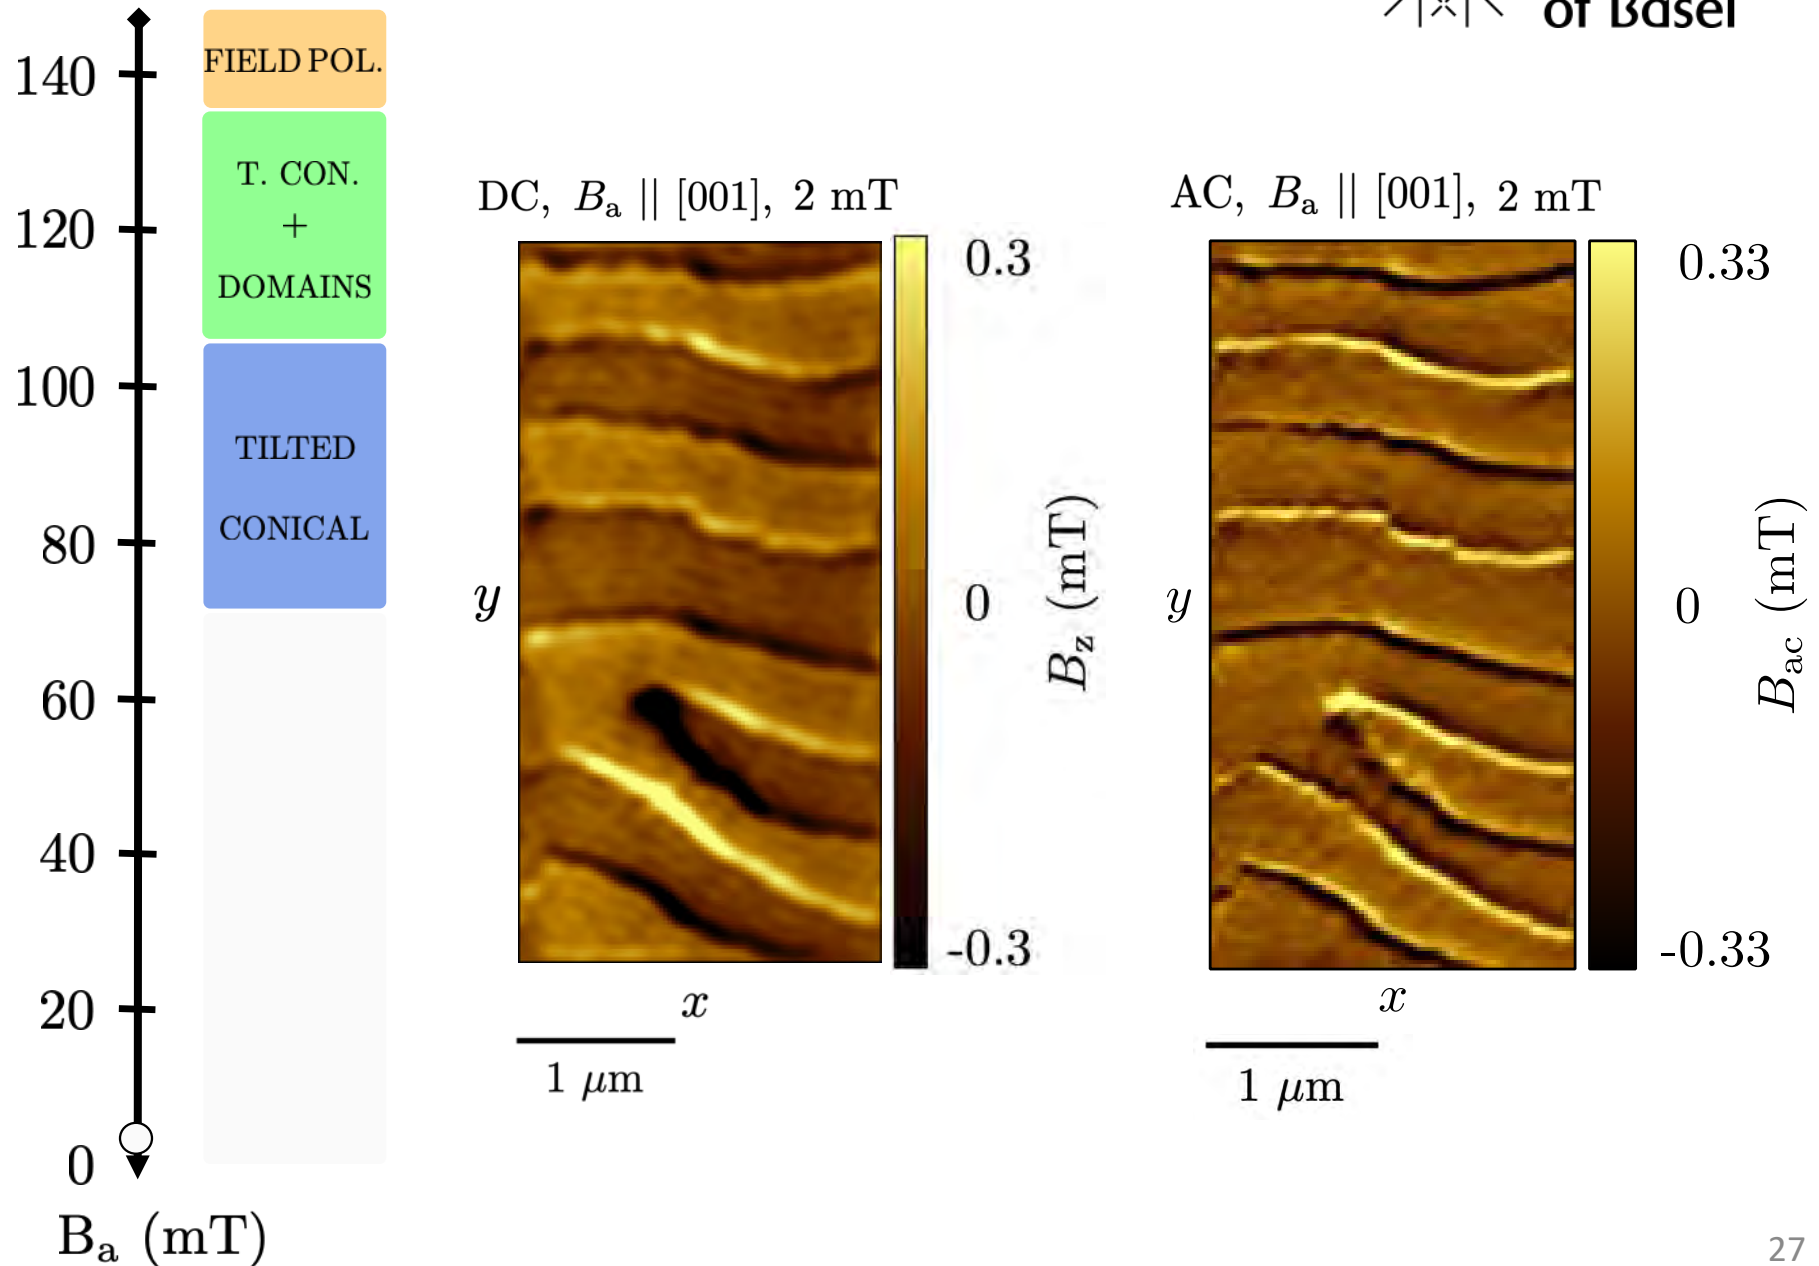 of Basel
140
120
100
80
60
40
20
0
Bₐ (mT)
FIELD POL.
T. CON.
+
DOMAINS
TILTED
CONICAL
DC, Bₐ || [001], 2 mT
y
x
1 μm
0.3
0
-0.3
B_z (mT)
AC, Bₐ || [001], 2 mT
y
x
1 μm
0.33
0
-0.33
B_ac (mT)
27